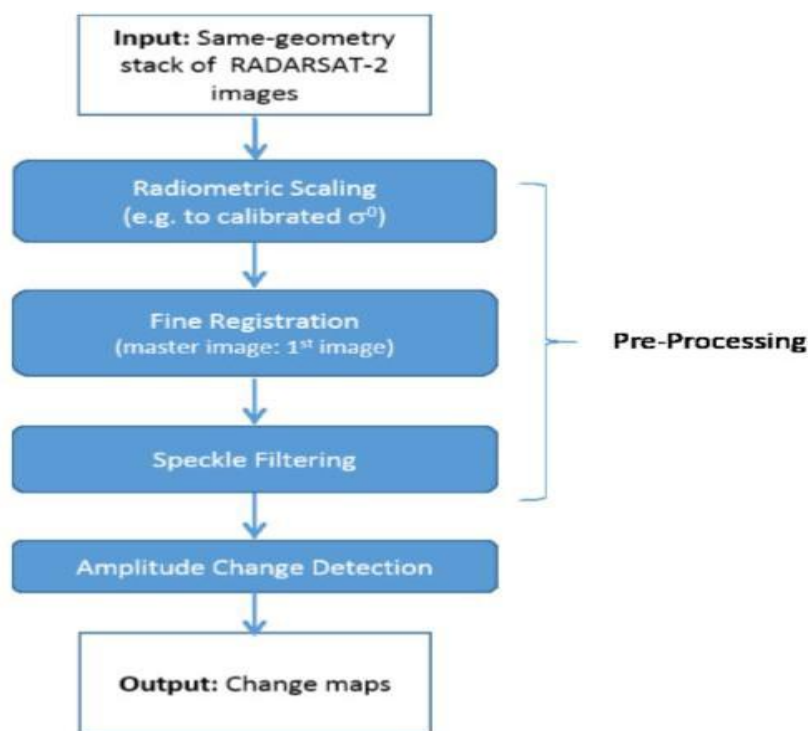 Input: Same-geometry
stack of RADARSAT-2
images
Radiometric Scaling
(e.g. to calibrated σ⁰)
Fine Registration
(master image: 1ˢᵗ image)
Pre-Processing
Speckle Filtering
Amplitude Change Detection
Output: Change maps